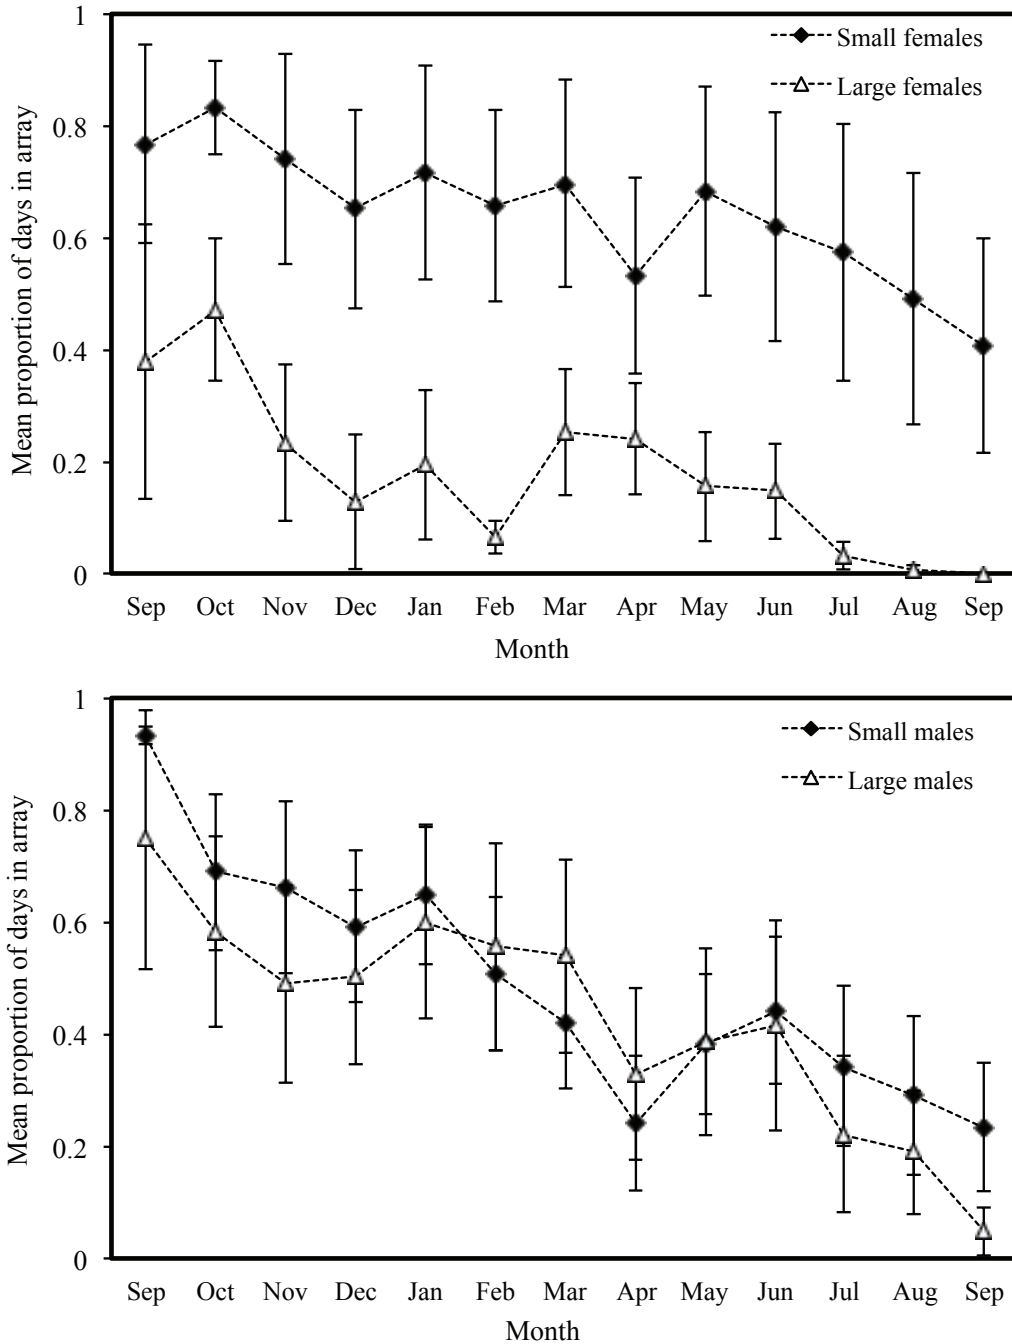 1
Small females
Large females
0.8
0.6
0.4
0.2
0
Mean proportion of days in array
Sep Oct Nov Dec Jan Feb Mar Apr May Jun Jul Aug Sep
Month
1
Small males
Large males
0.8
0.6
0.4
0.2
0
Mean proportion of days in array
Sep Oct Nov Dec Jan Feb Mar Apr May Jun Jul Aug Sep
Month